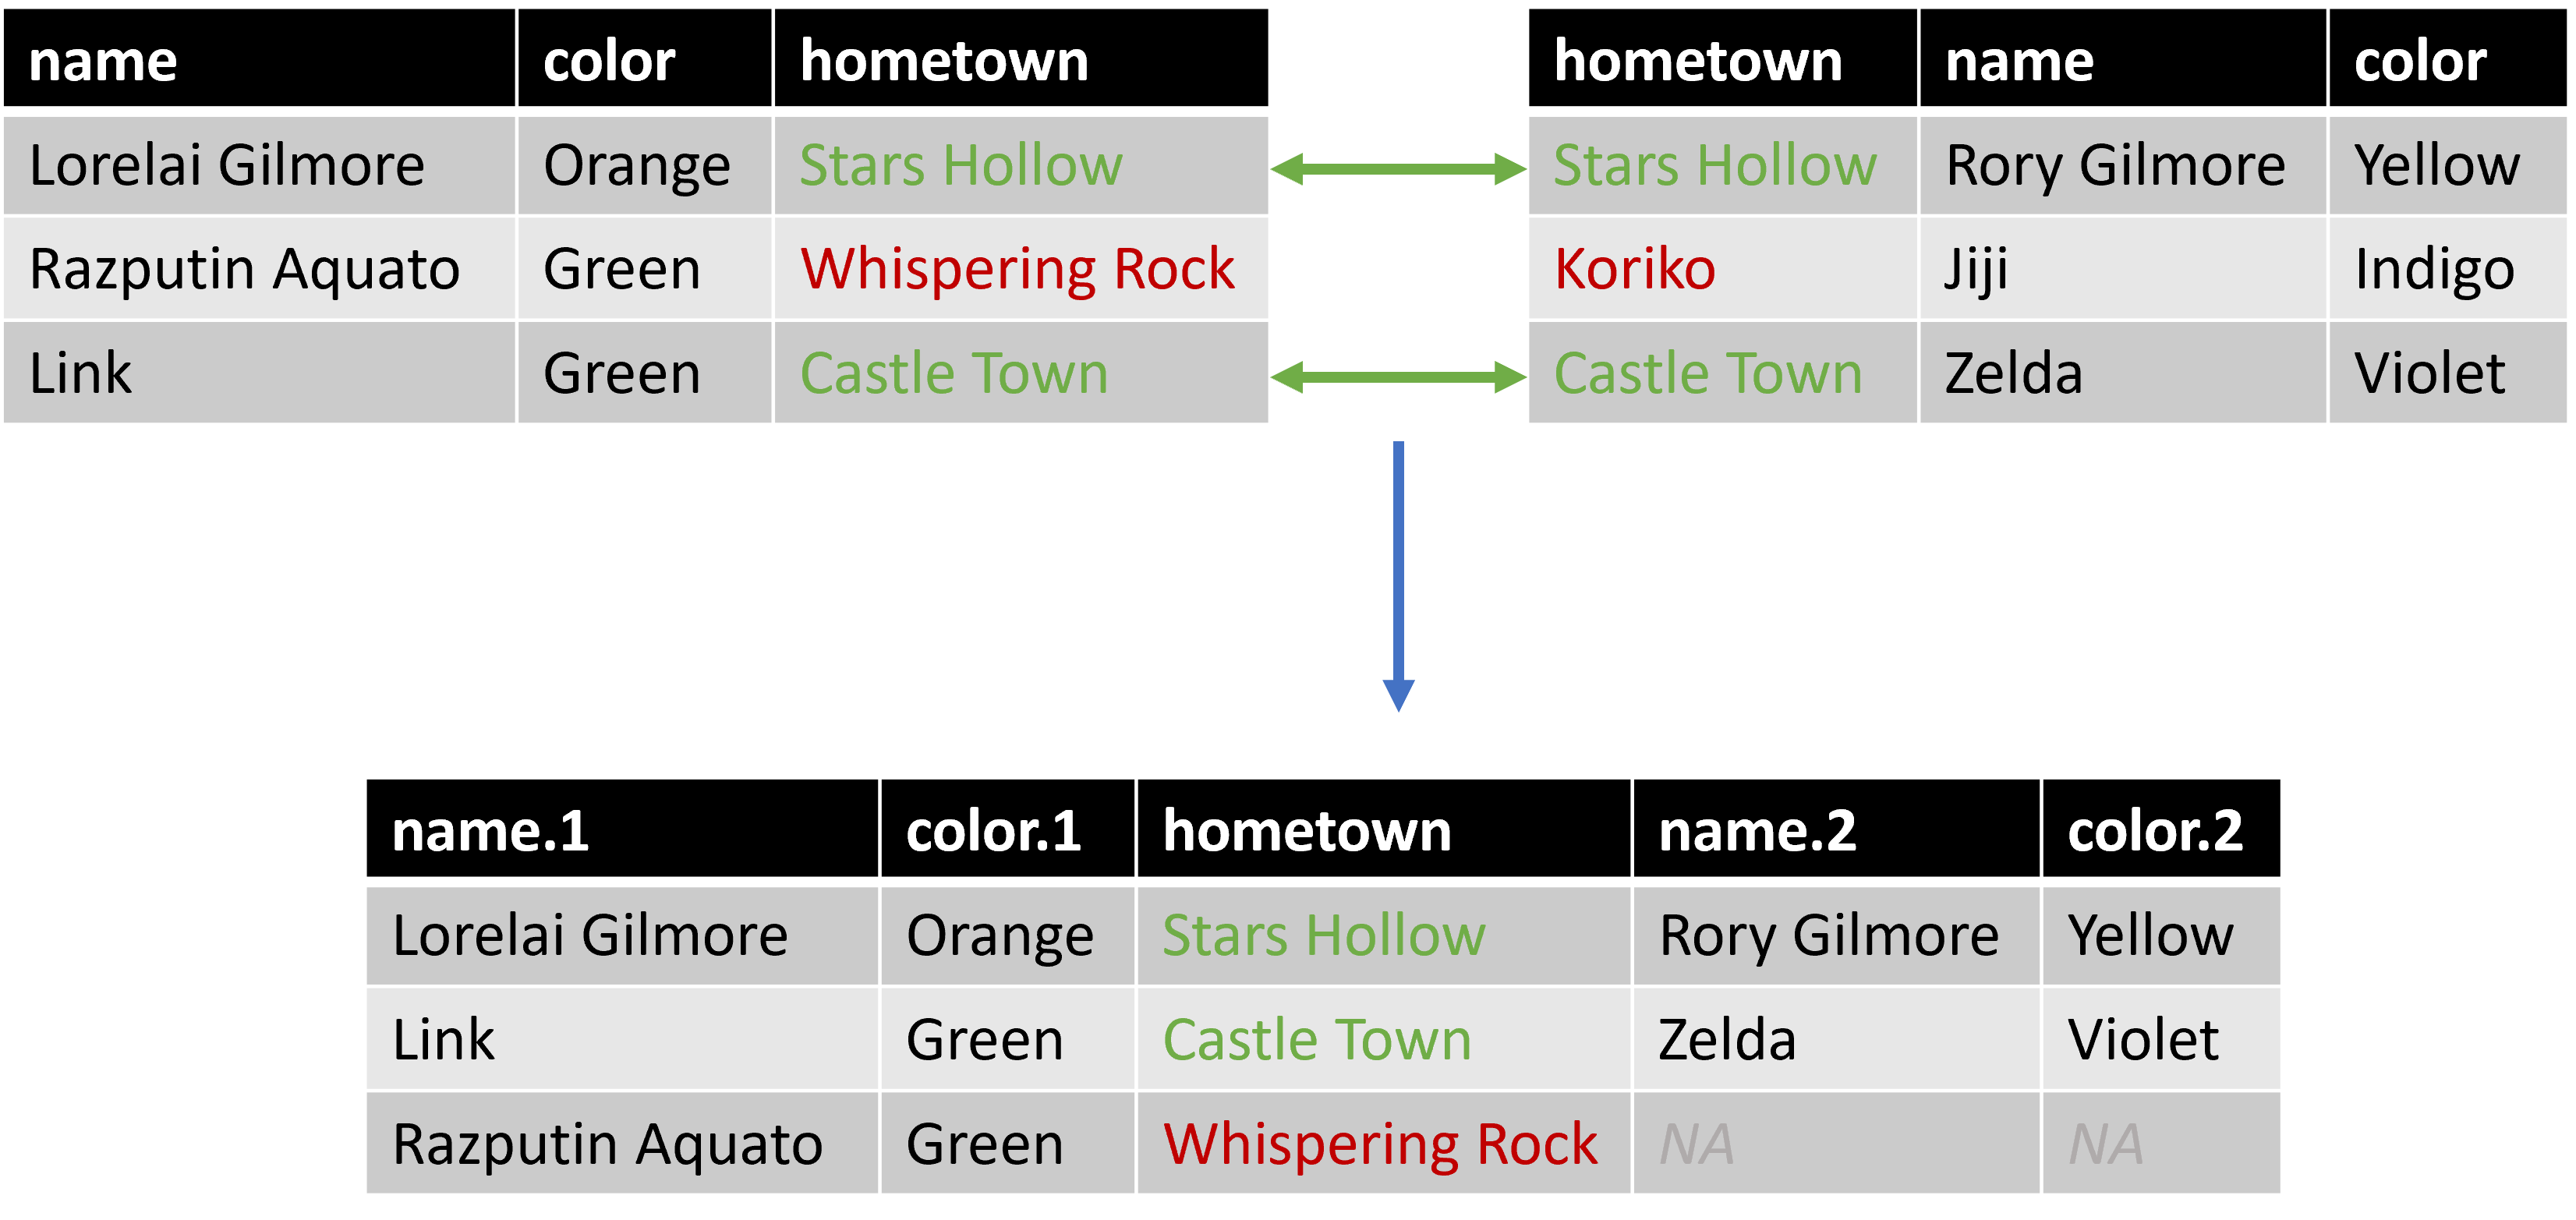 name color hometown
Lorelai Gilmore Orange Stars Hollow
Razputin Aquato Green Whispering Rock
Link Green Castle Town
hometown name color
Stars Hollow Rory Gilmore Yellow
Koriko Jiji Indigo
Castle Town Zelda Violet
name.1 color.1 hometown name.2 color.2
Lorelai Gilmore Orange Stars Hollow Rory Gilmore Yellow
Link Green Castle Town Zelda Violet
Razputin Aquato Green Whispering Rock NA NA